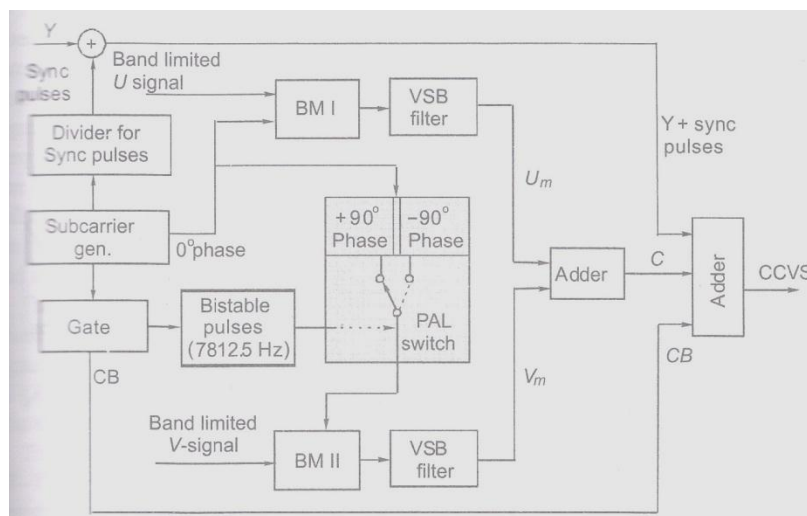 Y
+
Sync
pulses
Band limited
U signal
BM I
VSB
filter
Divider for
Sync pulses
Y + sync
pulses
Um
+90° −90°
Phase Phase
Subcarrier
gen.
0°phase
Adder
C
Adder
CCVS
Gate
Bistable
pulses
(7812.5 Hz)
PAL
switch
CB
CB
Vm
Band limited
V-signal
BM II
VSB
filter